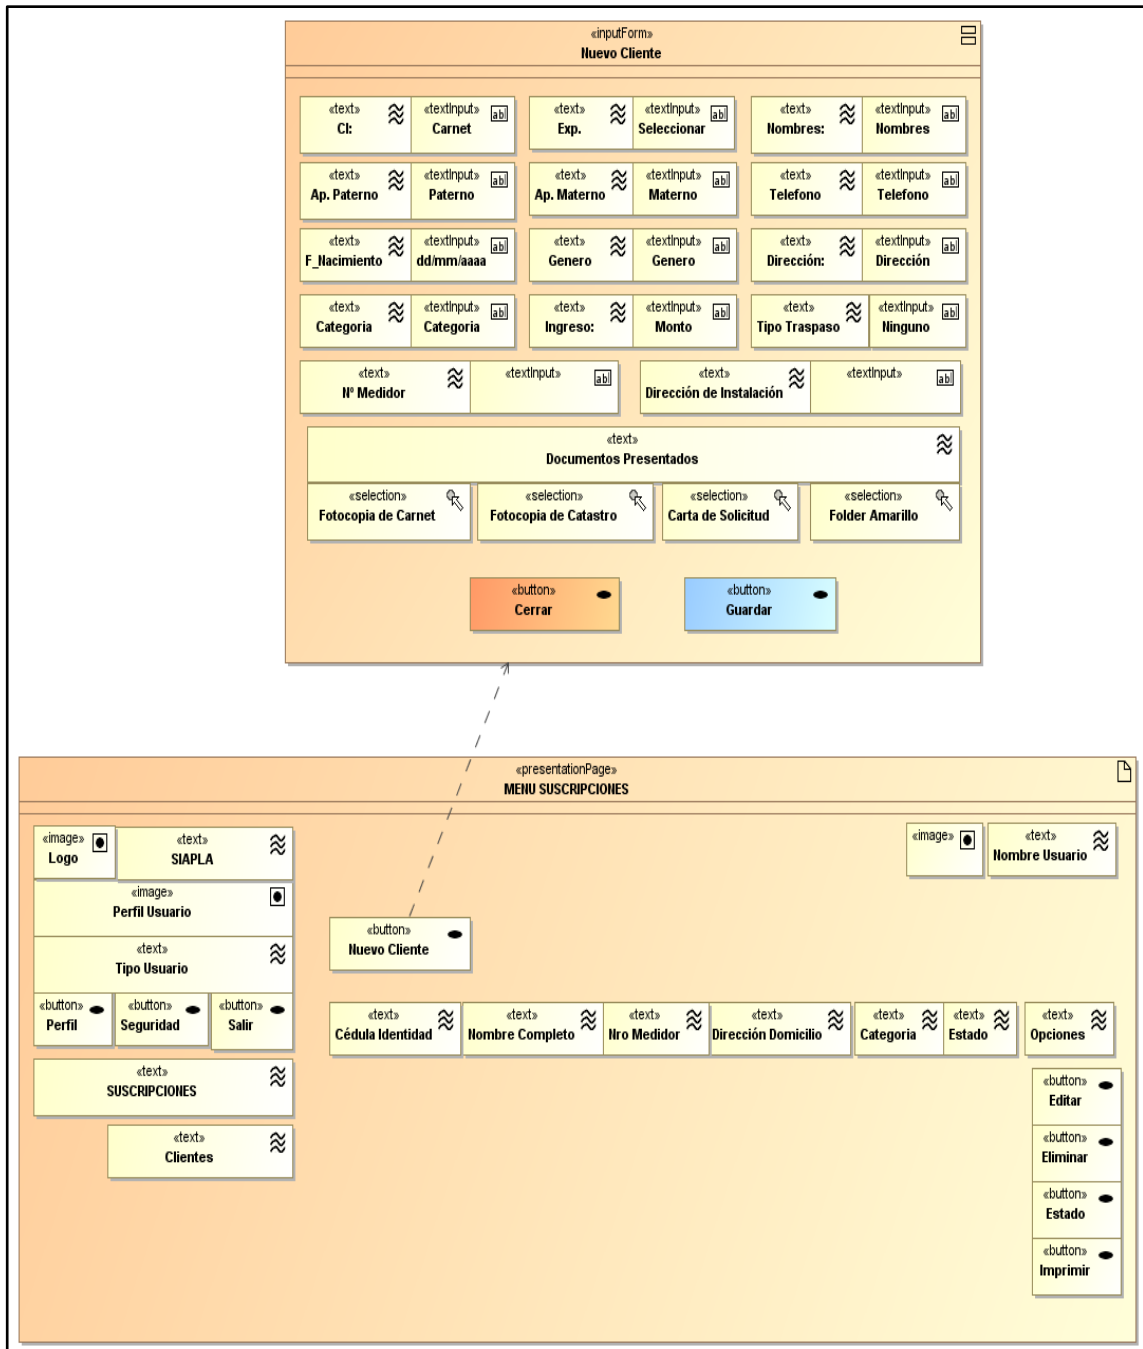 «inputForm»
Nuevo Cliente
«text» «textInput» «text» «textInput» «text» «textInput»
CI: Carnet Exp. Seleccionar Nombres: Nombres
«text» «textInput» «text» «textInput» «text» «textInput»
Ap. Paterno Paterno Ap. Materno Materno Telefono Telefono
«text» «textInput» «text» «textInput» «text» «textInput»
F_Nacimiento dd/mm/aaaa Genero Genero Dirección: Dirección
«text» «textInput» «text» «textInput» «text» «textInput»
Categoria Categoria Ingreso: Monto Tipo Traspaso Ninguno
«text» «textInput» «text» «textInput»
Nº Medidor Dirección de Instalación
«text»
Documentos Presentados
«selection» «selection» «selection» «selection»
Fotocopia de Carnet Fotocopia de Catastro Carta de Solicitud Folder Amarillo
«button» «button»
Cerrar Guardar
«presentationPage»
MENU SUSCRIPCIONES
«image» «text» «image» «text»
Logo SIAPLA Nombre Usuario
«image»
Perfil Usuario
«button»
Nuevo Cliente
«text»
Tipo Usuario
«button» «button» «button»
Perfil Seguridad Salir
«text» «text» «text» «text» «text» «text» «text»
Cédula Identidad Nombre Completo Nro Medidor Dirección Domicilio Categoria Estado Opciones
«text»
SUSCRIPCIONES
«button»
Editar
«text»
Clientes
«button»
Eliminar
«button»
Estado
«button»
Imprimir